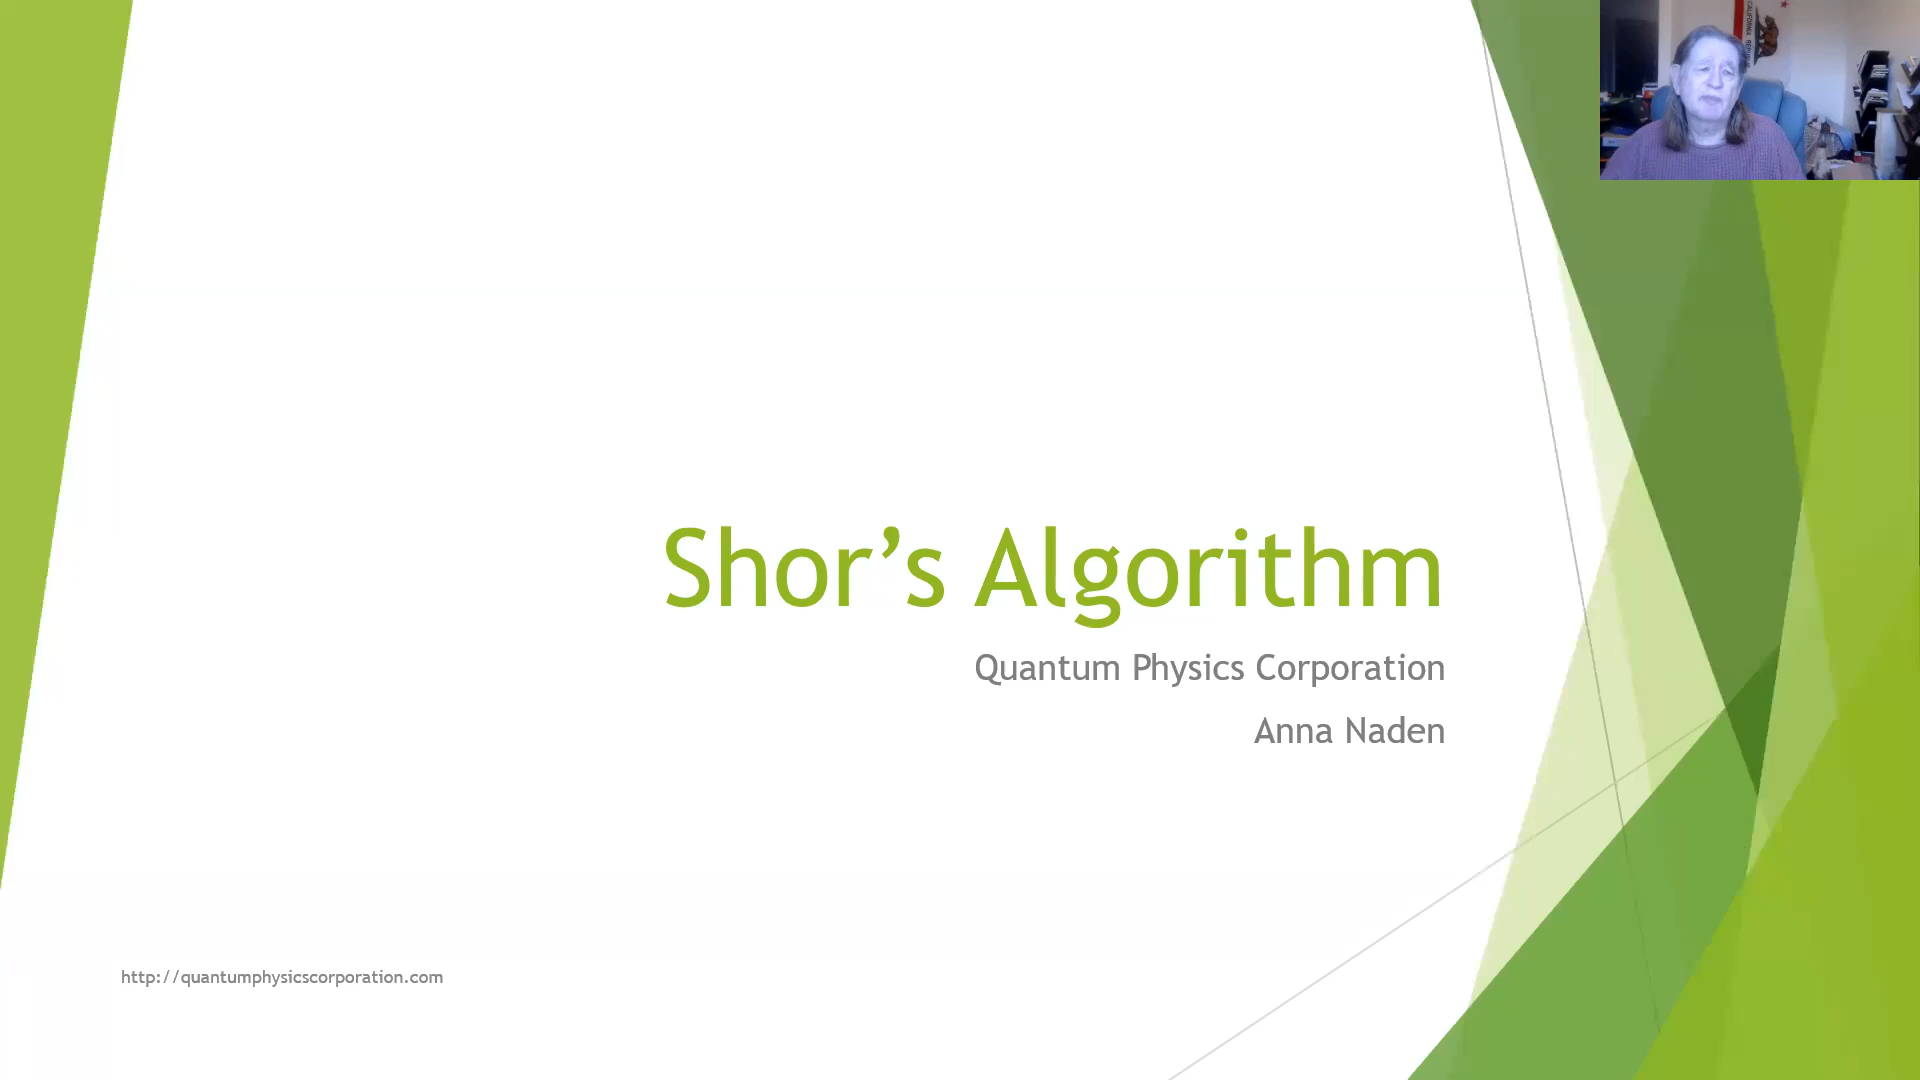 Shor’s Algorithm
Quantum Physics Corporation
Anna Naden
http://quantumphysicscorporation.com